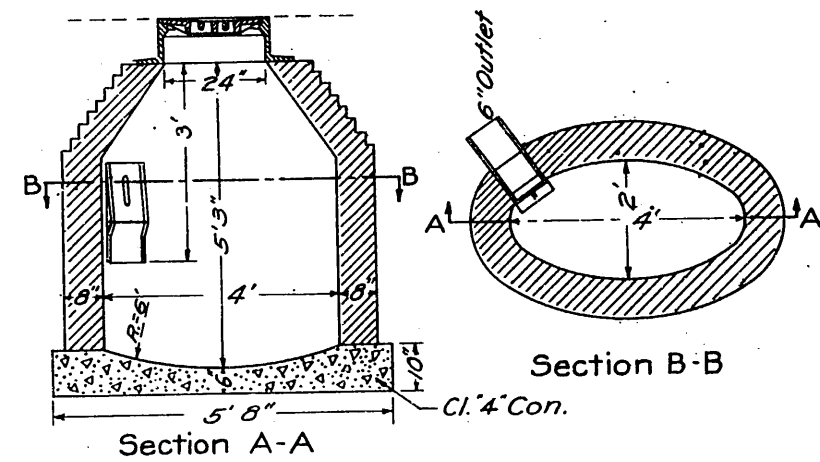 24"
3'
B
B
5'3"
8"
4'
8"
R=6'
6"
10"
5' 8"
Cl."4" Con.
Section A-A
6" Outlet
2'
A
4'
A
Section B-B